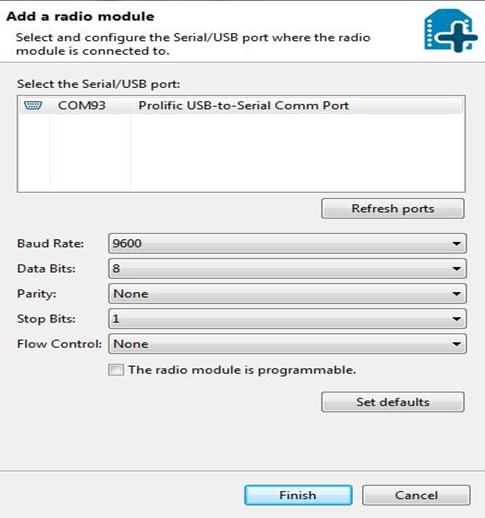 Add a radio module
Select and configure the Serial/USB port where the radio
module is connected to.
Select the Serial/USB port:
COM93 Prolific USB-to-Serial Comm Port
Refresh ports
Baud Rate: 9600
Data Bits: 8
Parity: None
Stop Bits: 1
Flow Control: None
The radio module is programmable.
Set defaults
Finish Cancel